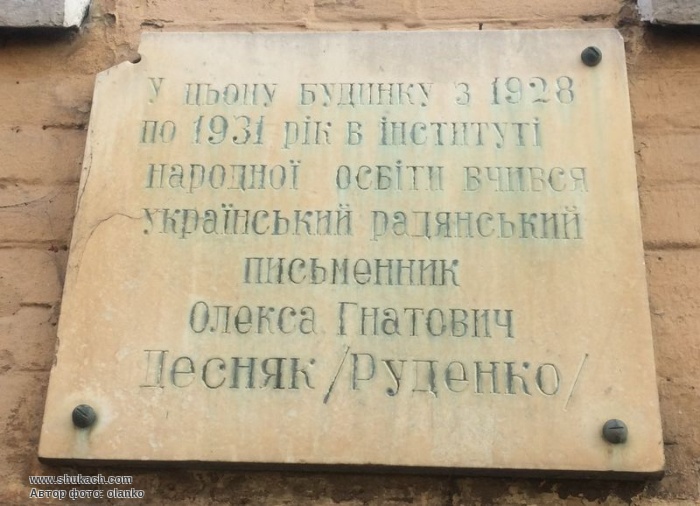 У цьому будинку з 1928
по 1931 рік в інституті
народної освіти вчився
український радянський
письменник
Олекса Гнатович
Десняк /Руденко/
www.shukach.com
Автор фото: olanko